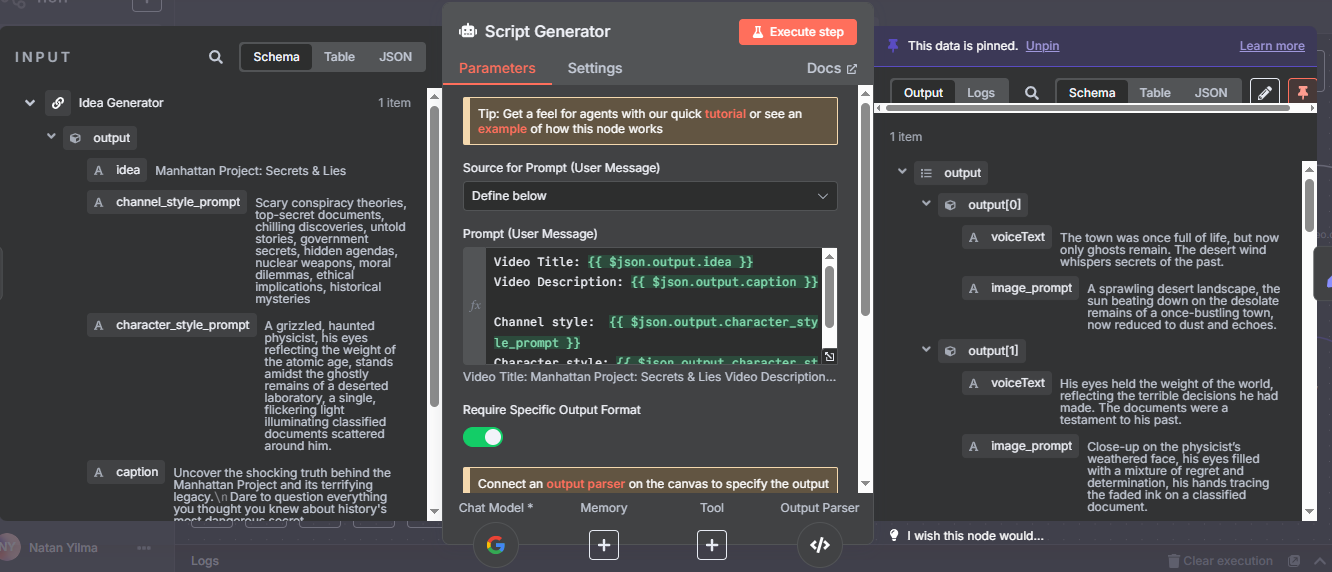 Script Generator
Execute step
This data is pinned. Unpin
Learn more
INPUT
Schema
Table
JSON
Parameters
Settings
Docs
Output
Logs
Schema
Table
JSON
Idea Generator
1 item
output
A idea Manhattan Project: Secrets & Lies
A channel_style_prompt
Scary conspiracy theories,
top-secret documents,
chilling discoveries, untold
stories, government
secrets, hidden agendas,
nuclear weapons, moral
dilemmas, ethical
implications, historical
mysteries
A character_style_prompt
A grizzled, haunted
physicist, his eyes
reflecting the weight of
the atomic age, stands
amidst the ghostly
remains of a deserted
laboratory, a single,
flickering light
illuminating classified
documents scattered
around him.
A caption
Uncover the shocking truth behind the
Manhattan Project and its terrifying
legacy.\n Dare to question everything
you thought you knew about history's
most dangerous secret
Tip: Get a feel for agents with our quick tutorial or see an
example of how this node works
Source for Prompt (User Message)
Define below
Prompt (User Message)
fx
Video Title: {{ $json.output.idea }}
Video Description: {{ $json.output.caption }}
Channel style:  {{ $json.output.character_sty
le_prompt }}
Character style: {{ $json.output.character_st
Video Title: Manhattan Project: Secrets & Lies Video Description...
Require Specific Output Format
Connect an output parser on the canvas to specify the output
Chat Model *
Memory
Tool
Output Parser
1 item
output
output[0]
A voiceText
The town was once full of life, but now
only ghosts remain. The desert wind
whispers secrets of the past.
A image_prompt
A sprawling desert landscape, the
sun beating down on the desolate
remains of a once-bustling town,
now reduced to dust and echoes.
output[1]
A voiceText
His eyes held the weight of the world,
reflecting the terrible decisions he had
made. The documents were a
testament to his past.
A image_prompt
Close-up on the physicist's
weathered face, his eyes filled
with a mixture of regret and
determination, his hands tracing
the faded ink on a classified
document.
I wish this node would...
NY
Natan Yilma
Logs
Clear execution